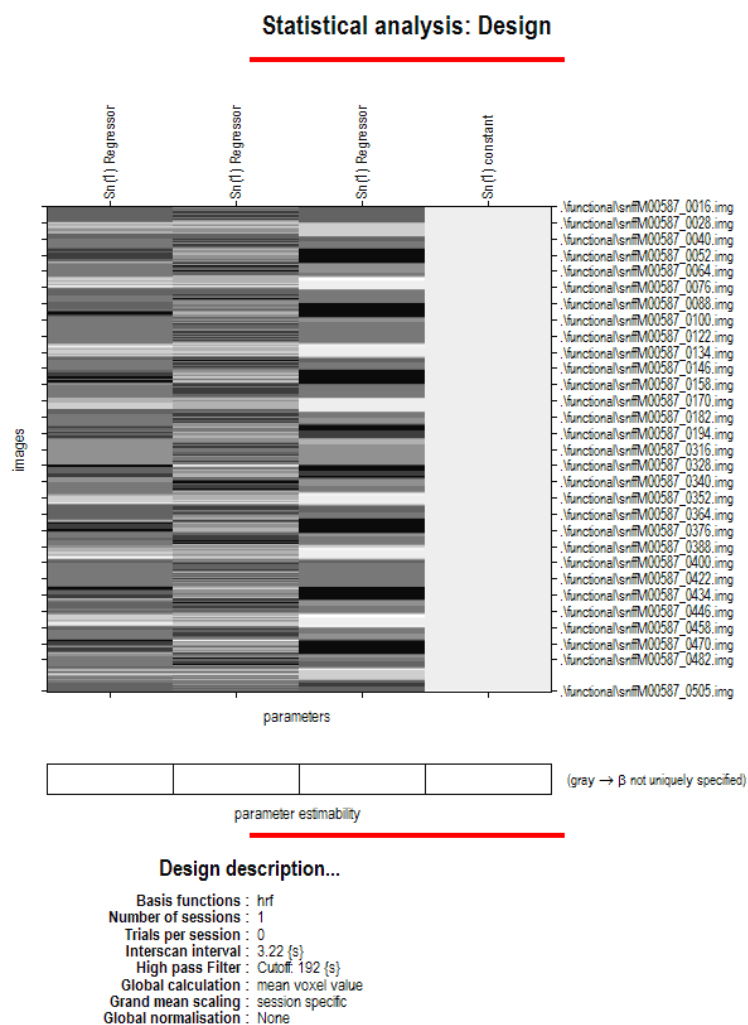 Statistical analysis: Design
Sn(1) Regressor
Sn(1) Regressor
Sn(1) Regressor
Sn(1) constant
images
.\functional\snffM00587_0016.img
.\functional\snffM00587_0028.img
.\functional\snffM00587_0040.img
.\functional\snffM00587_0052.img
.\functional\snffM00587_0064.img
.\functional\snffM00587_0076.img
.\functional\snffM00587_0088.img
.\functional\snffM00587_0100.img
.\functional\snffM00587_0122.img
.\functional\snffM00587_0134.img
.\functional\snffM00587_0146.img
.\functional\snffM00587_0158.img
.\functional\snffM00587_0170.img
.\functional\snffM00587_0182.img
.\functional\snffM00587_0194.img
.\functional\snffM00587_0316.img
.\functional\snffM00587_0328.img
.\functional\snffM00587_0340.img
.\functional\snffM00587_0352.img
.\functional\snffM00587_0364.img
.\functional\snffM00587_0376.img
.\functional\snffM00587_0388.img
.\functional\snffM00587_0400.img
.\functional\snffM00587_0422.img
.\functional\snffM00587_0434.img
.\functional\snffM00587_0446.img
.\functional\snffM00587_0458.img
.\functional\snffM00587_0470.img
.\functional\snffM00587_0482.img
.\functional\snffM00587_0505.img
parameters
(gray → β not uniquely specified)
parameter estimability
Design description...
Basis functions : hrf
Number of sessions : 1
Trials per session : 0
Interscan interval : 3.22 {s}
High pass Filter : Cutoff: 192 {s}
Global calculation : mean voxel value
Grand mean scaling : session specific
Global normalisation : None